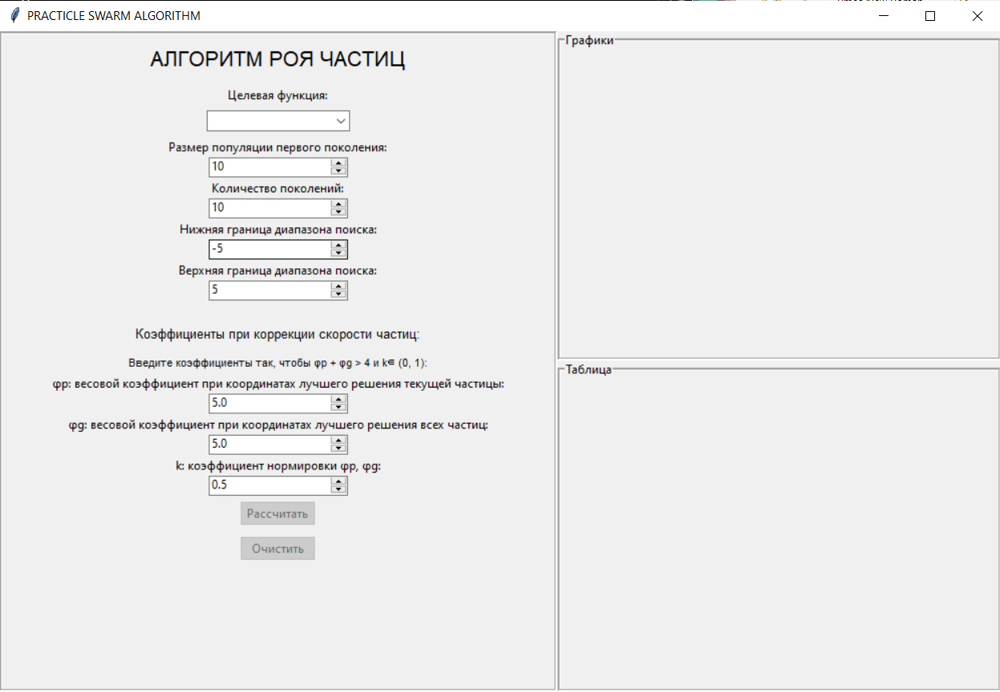 PRACTICLE SWARM ALGORITHM
АЛГОРИТМ РОЯ ЧАСТИЦ
Целевая функция:
Размер популяции первого поколения:
10
Количество поколений:
10
Нижняя граница диапазона поиска:
-5
Верхняя граница диапазона поиска:
5
Коэффициенты при коррекции скорости частиц:
Введите коэффициенты так, чтобы φp + φg > 4 и k∈ (0, 1):
φp: весовой коэффициент при координатах лучшего решения текущей частицы:
5.0
φg: весовой коэффициент при координатах лучшего решения всех частиц:
5.0
k: коэффициент нормировки φp, φg:
0.5
Рассчитать
Очистить
Графики
Таблица